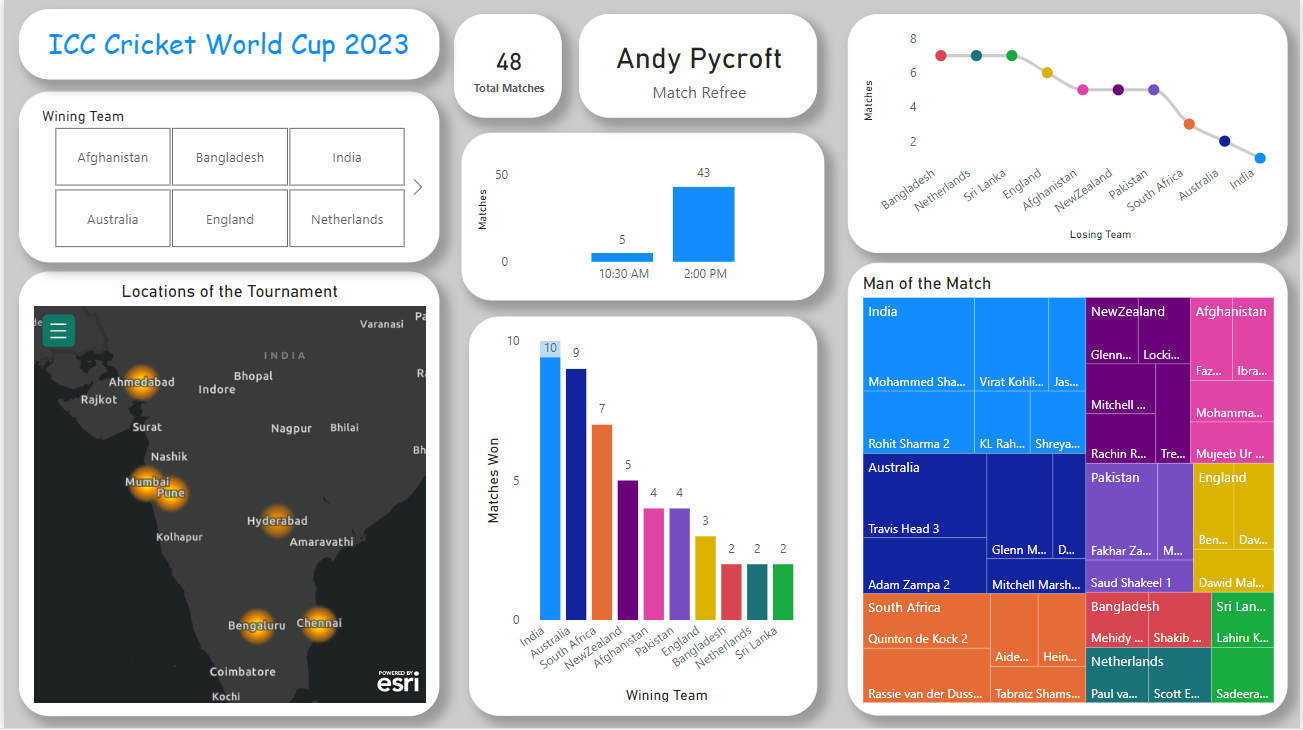 ICC Cricket World Cup 2023
48
Total Matches
Andy Pycroft
Match Refree
Wining Team
Afghanistan
Bangladesh
India
Australia
England
Netherlands
50
0
Matches
5
43
10:30 AM
2:00 PM
8
6
4
2
Matches
Bangladesh
Netherlands
Sri Lanka
England
Afghanistan
NewZealand
Pakistan
South Africa
Australia
India
Losing Team
Locations of the Tournament
Varanasi
INDIA
Ahmedabad
Bhopal
Indore
Rajkot
Surat
Nagpur
Bhilai
Nashik
Mumbai
Pune
Hyderabad
Kolhapur
Amaravathi
Bengaluru
Chennai
Coimbatore
Kochi
POWERED BY
esri
10
5
0
Matches Won
10
9
7
5
4
4
3
2
2
2
India
Australia
South Africa
NewZealand
Afghanistan
Pakistan
England
Bangladesh
Netherlands
Sri Lanka
Wining Team
Man of the Match
India
Mohammed Sha...
Virat Kohli...
Jas...
Rohit Sharma 2
KL Rah...
Shreya...
Australia
Travis Head 3
Glenn M...
D...
Adam Zampa 2
Mitchell Marsh...
South Africa
Quinton de Kock 2
Aide...
Hein...
Rassie van der Duss...
Tabraiz Shams...
NewZealand
Glenn...
Locki...
Mitchell ...
Rachin R...
Tre...
Afghanistan
Faz...
Ibra...
Mohamma...
Mujeeb Ur ...
Pakistan
Fakhar Za...
M...
Saud Shakeel 1
England
Ben...
Dav...
Dawid Mal...
Bangladesh
Mehidy ...
Shakib ...
Sri Lan...
Lahiru K...
Sadeera...
Netherlands
Paul va...
Scott E...